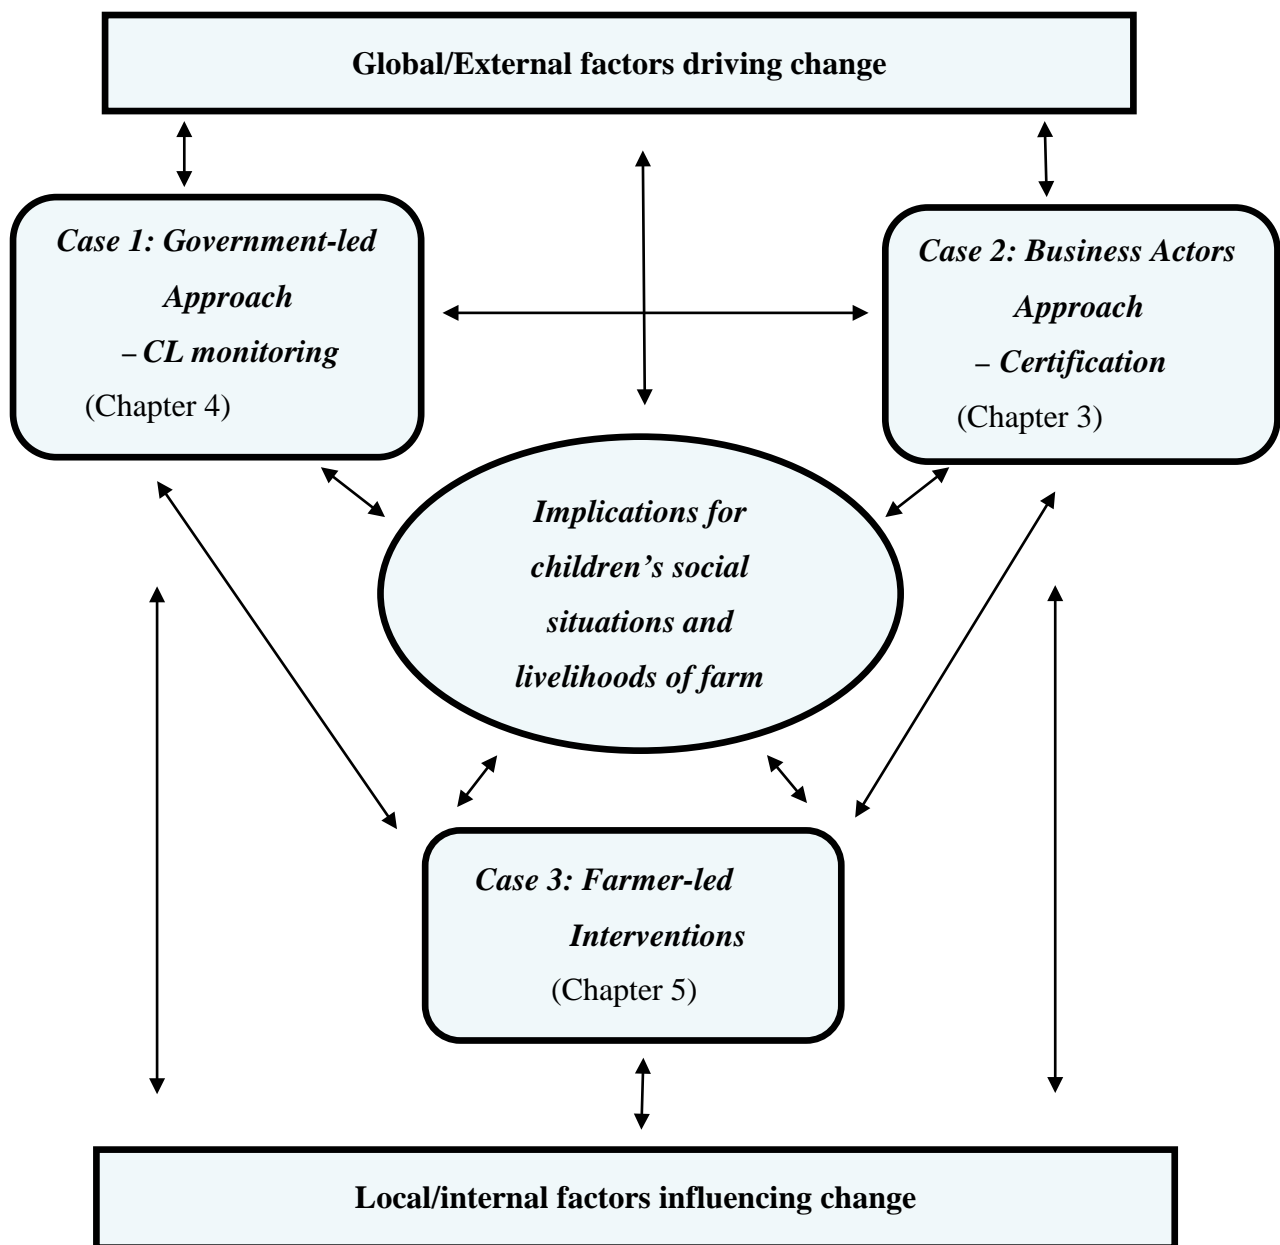 Global/External factors driving change
Case 1: Government-led
Approach
– CL monitoring
(Chapter 4)
Case 2: Business Actors
Approach
– Certification
(Chapter 3)
Implications for
children’s social
situations and
livelihoods of farm
Case 3: Farmer-led
Interventions
(Chapter 5)
Local/internal factors influencing change